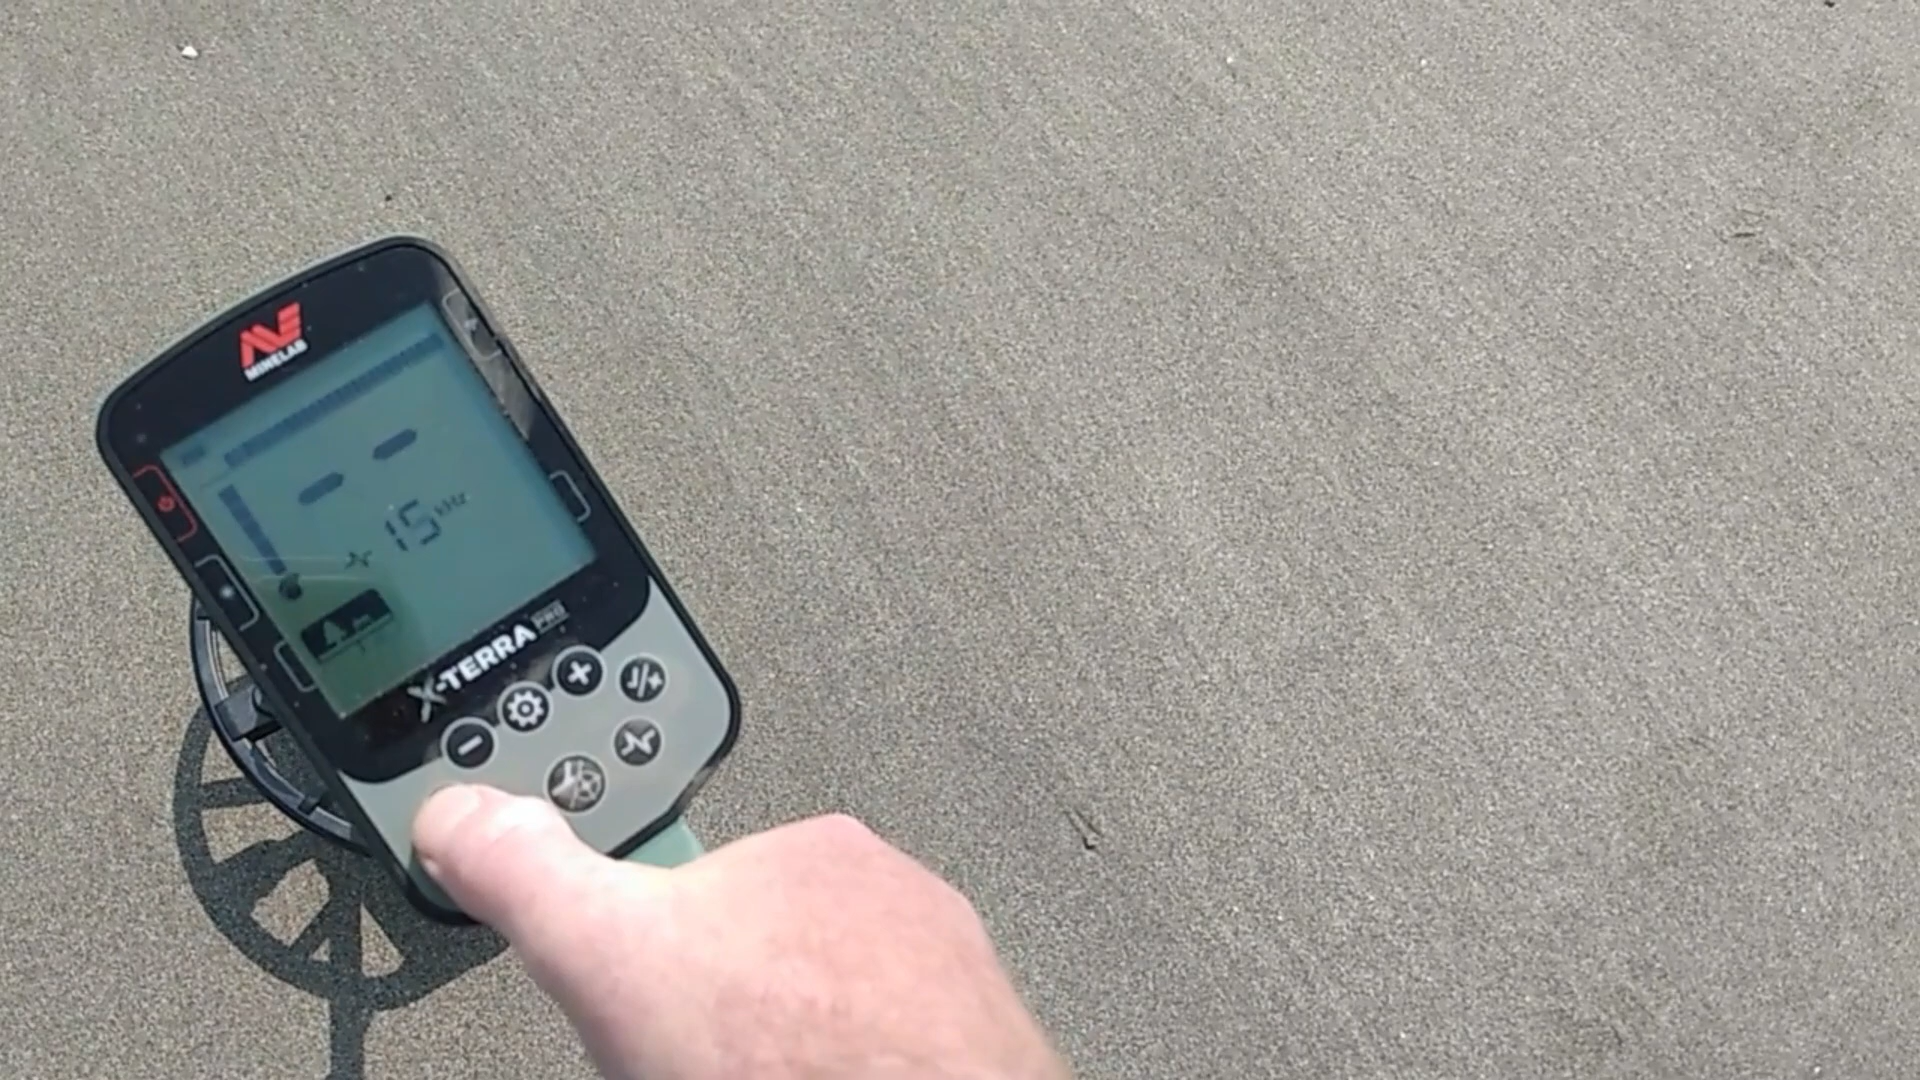 MINELAB
- -
15 kHz
X-TERRA PRO